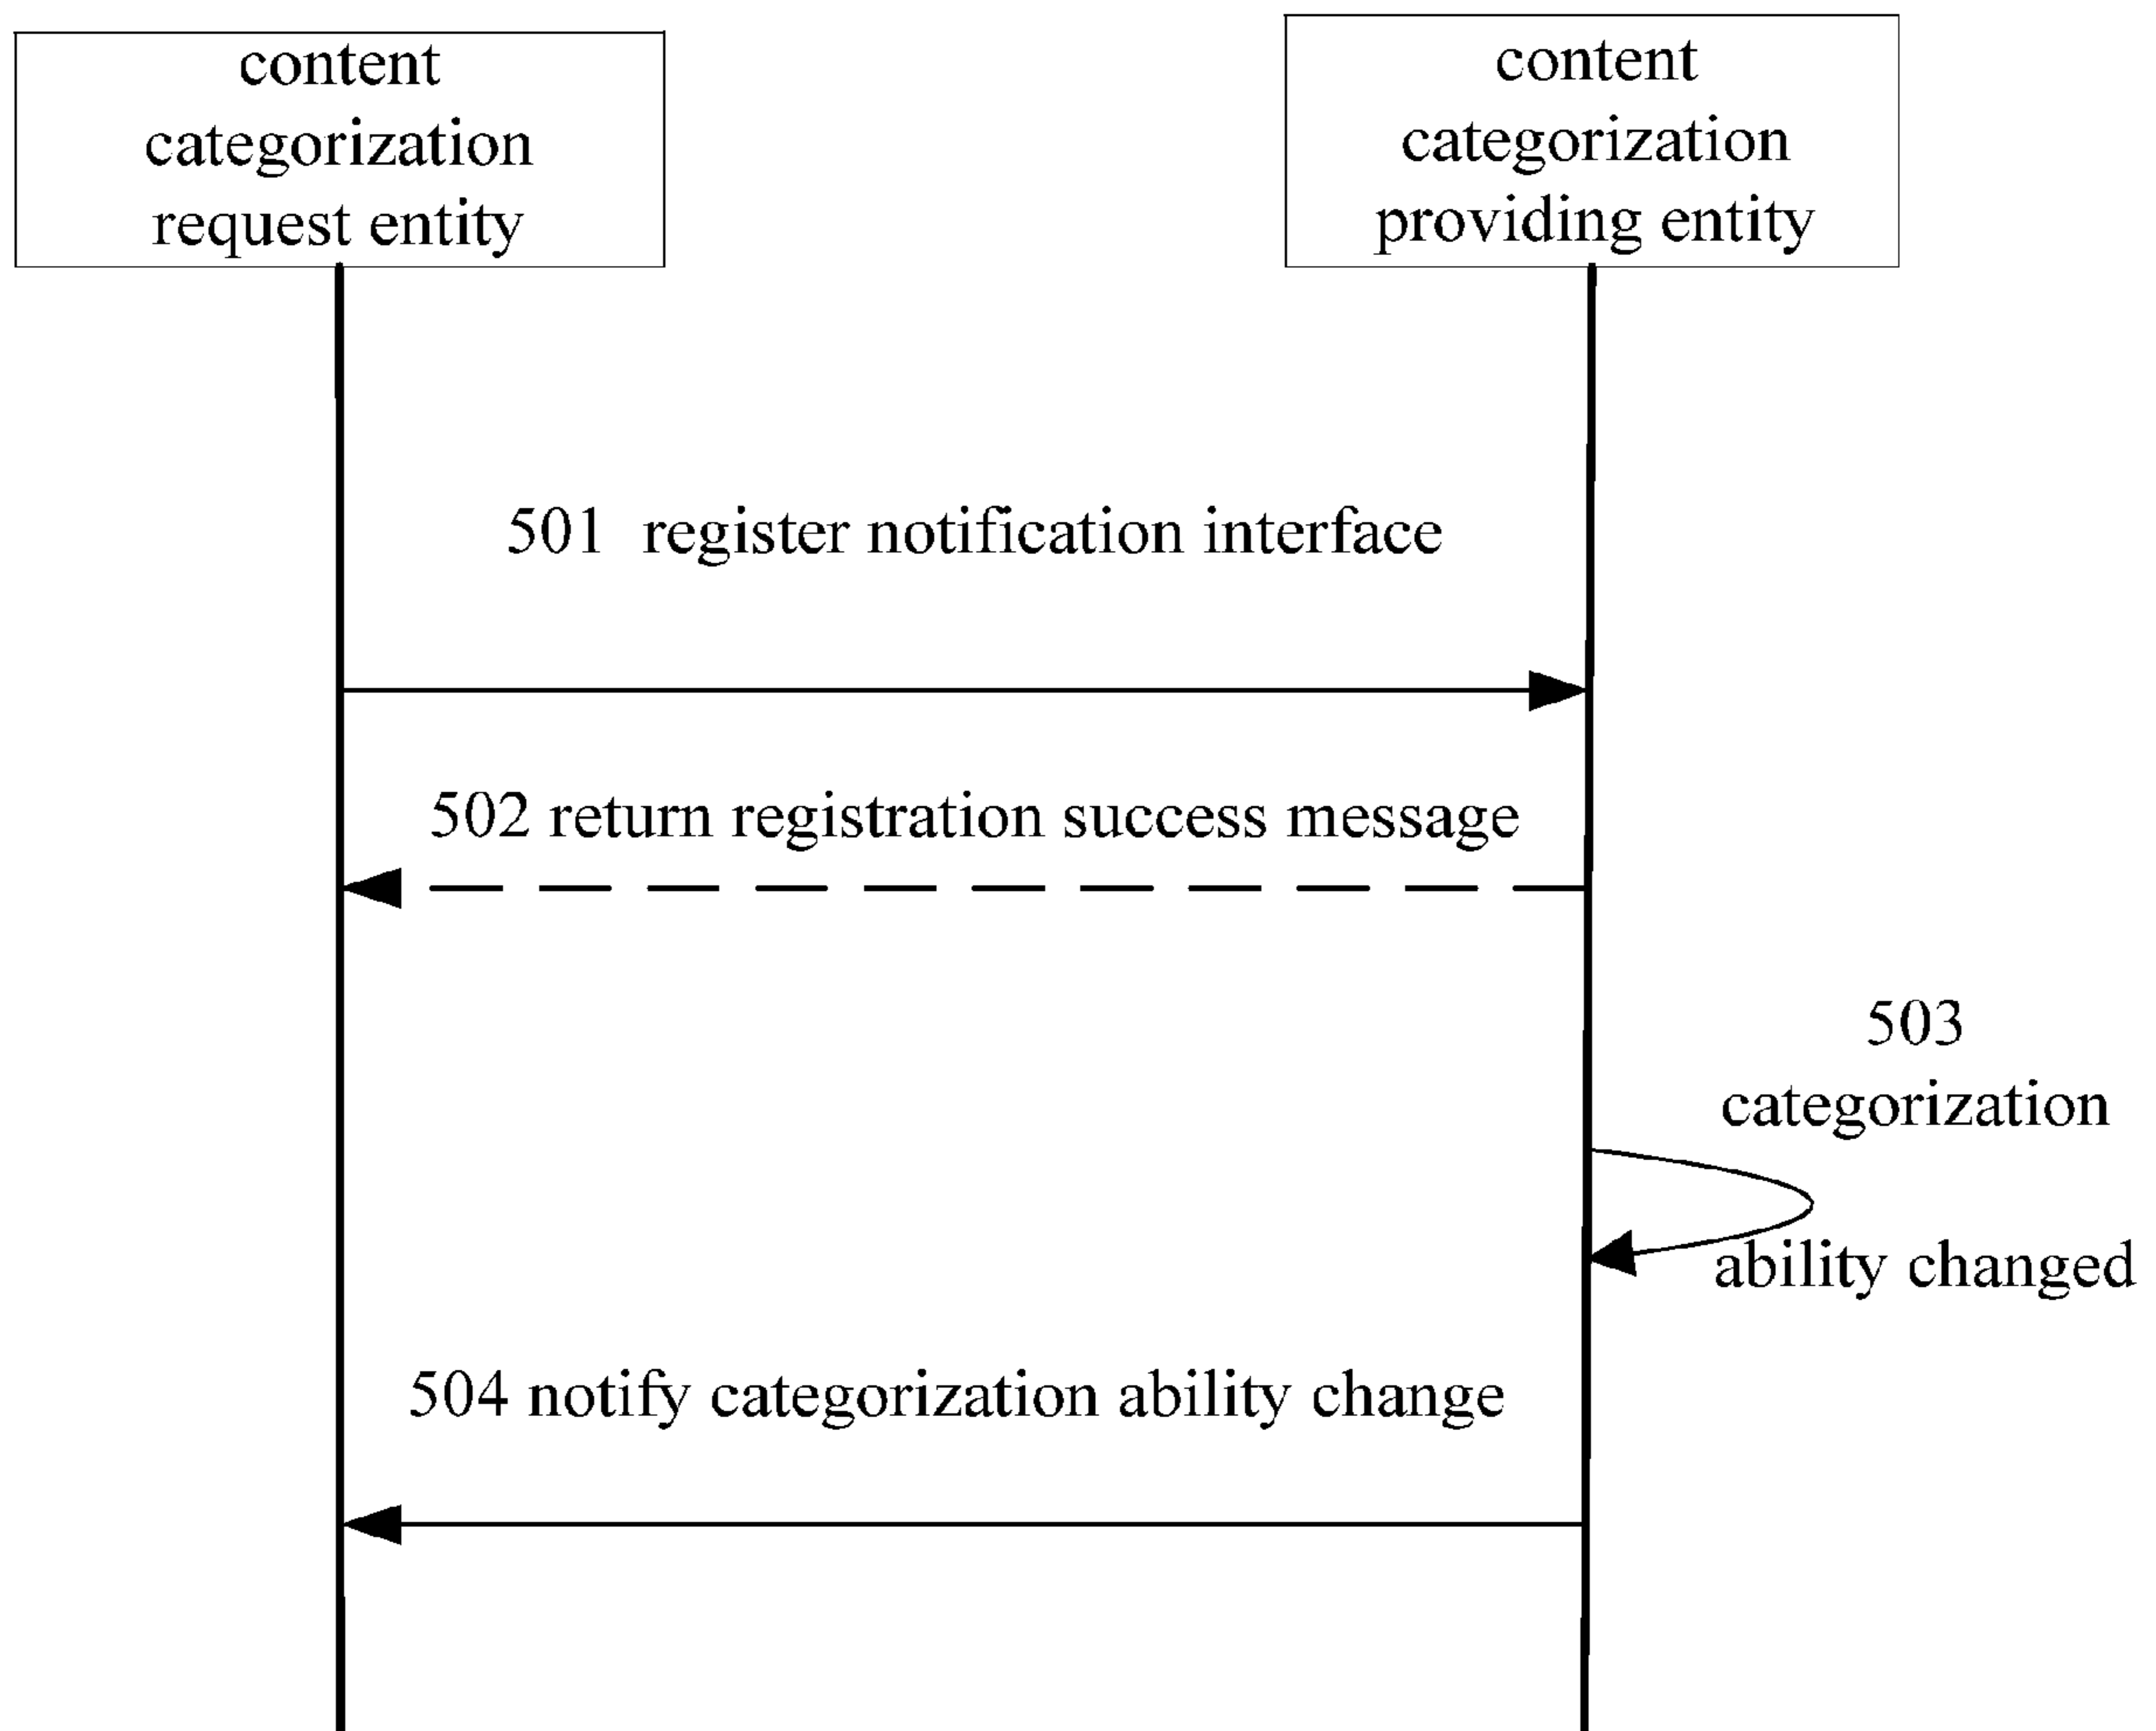 content
categorization
request entity
content
categorization
providing entity
501 register notification interface
502 return registration success message
503
categorization
ability changed
504 notify categorization ability change